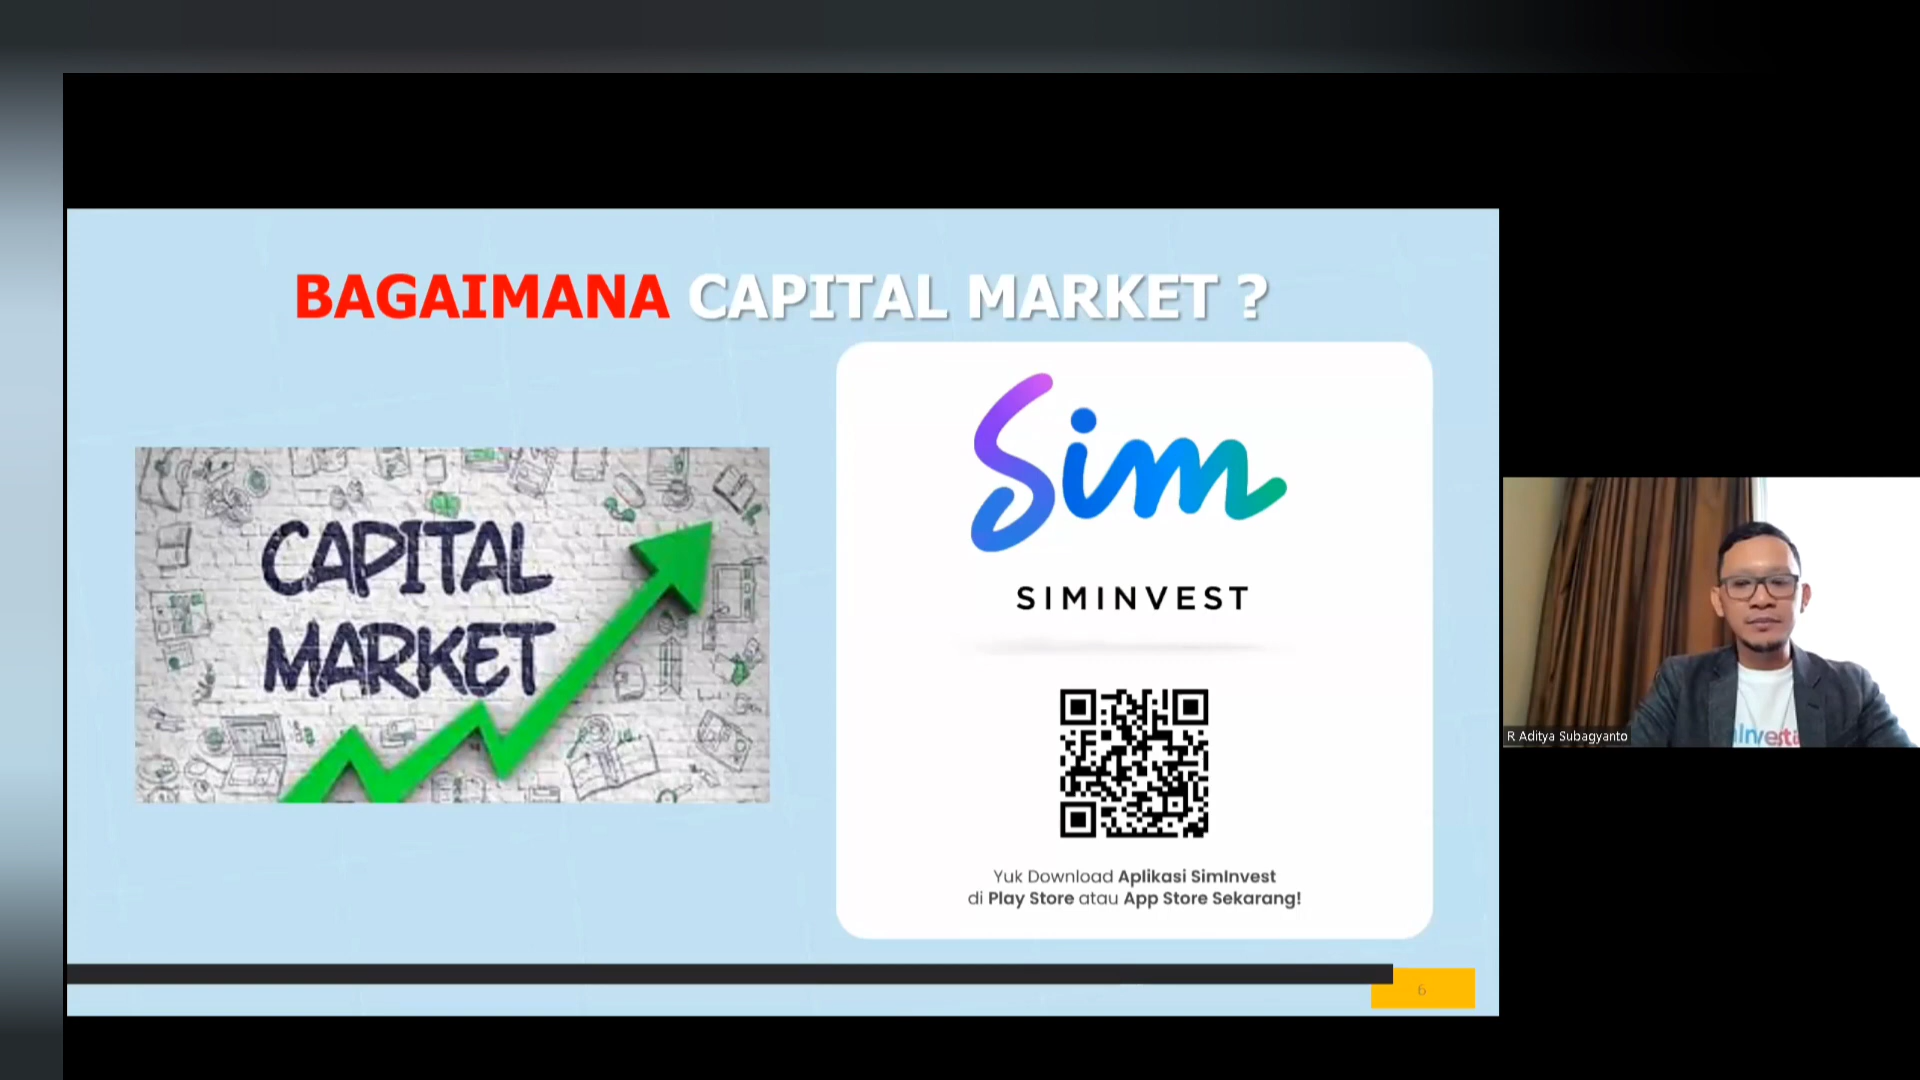 BAGAIMANA CAPITAL MARKET ?
CAPITAL
MARKET
Sim
SIMINVEST
Yuk Download Aplikasi SimInvest
di Play Store atau App Store Sekarang!
6
R Aditya Subagyanto